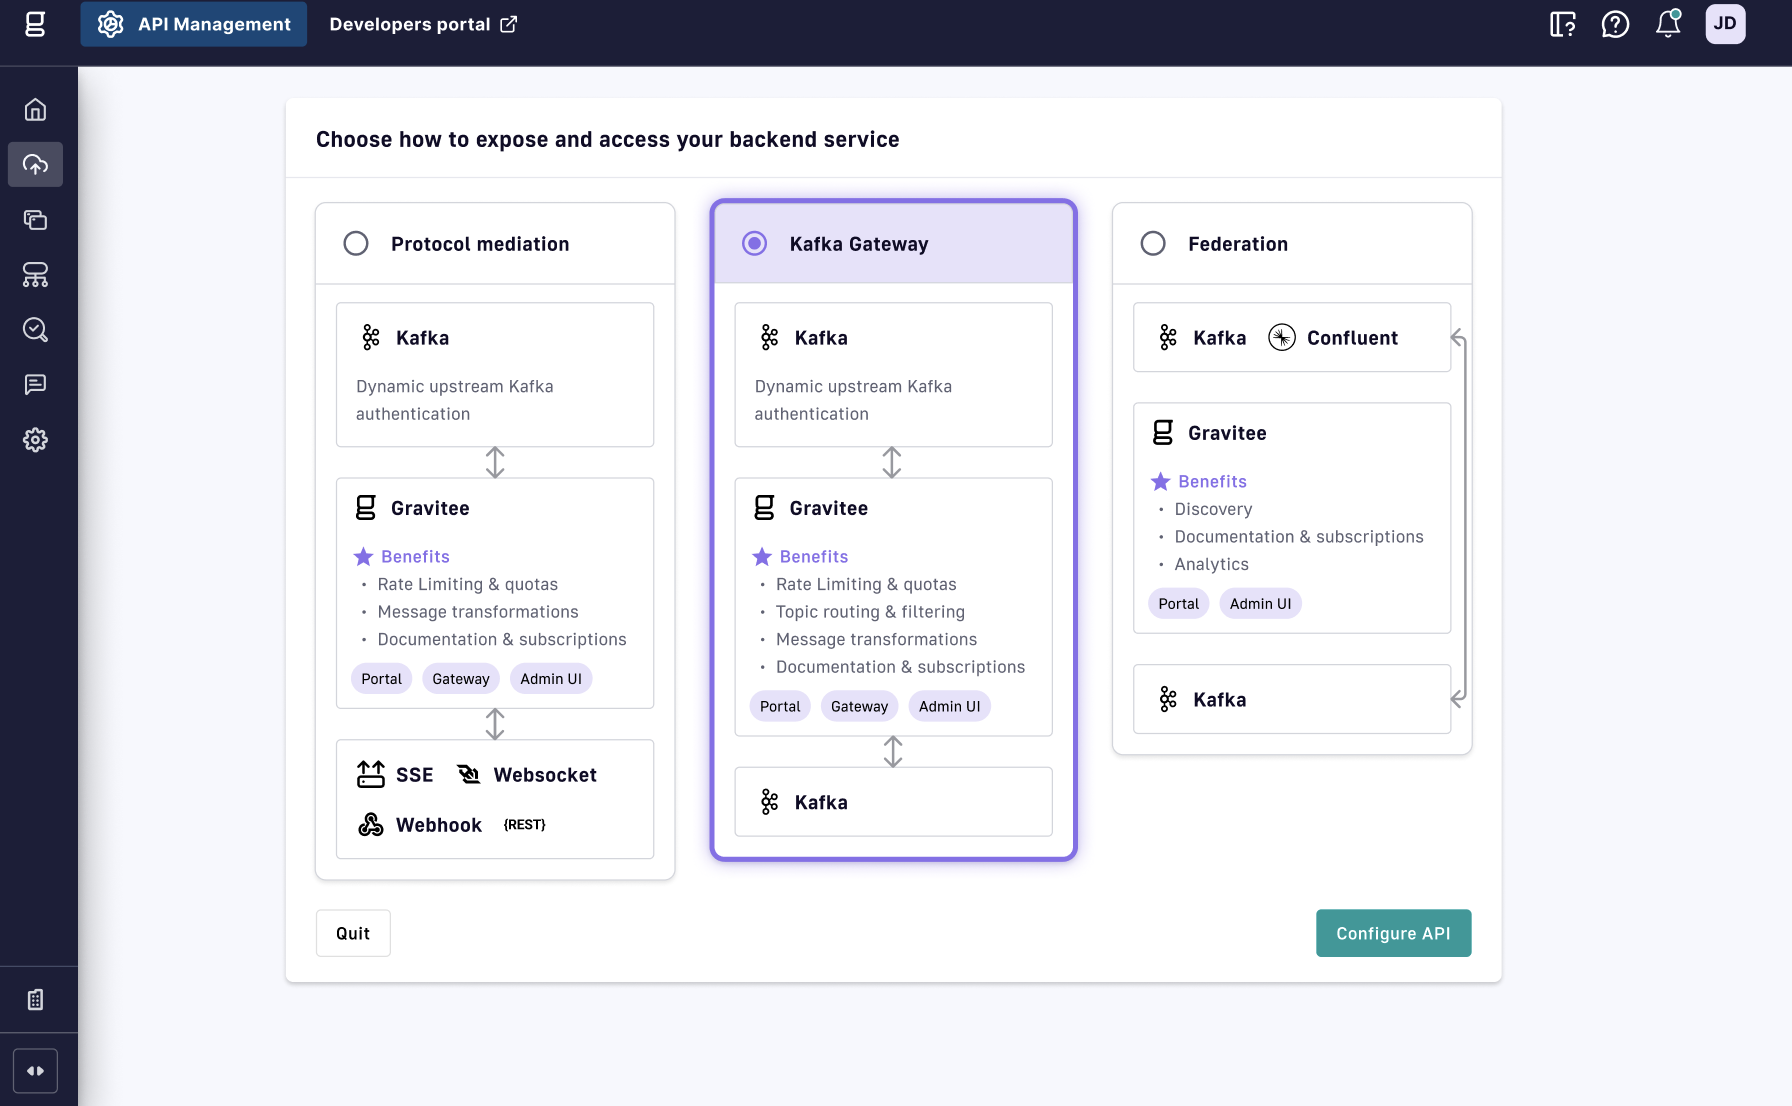 API Management
Developers portal
JD
Choose how to expose and access your backend service
Protocol mediation
Kafka
Dynamic upstream Kafka
authentication
Gravitee
Benefits
• Rate Limiting & quotas
• Message transformations
• Documentation & subscriptions
Portal Gateway Admin UI
SSE Websocket
Webhook {REST}
Kafka Gateway
Kafka
Dynamic upstream Kafka
authentication
Gravitee
Benefits
• Rate Limiting & quotas
• Topic routing & filtering
• Message transformations
• Documentation & subscriptions
Portal Gateway Admin UI
Kafka
Federation
Kafka Confluent
Gravitee
Benefits
• Discovery
• Documentation & subscriptions
• Analytics
Portal Admin UI
Kafka
Quit
Configure API